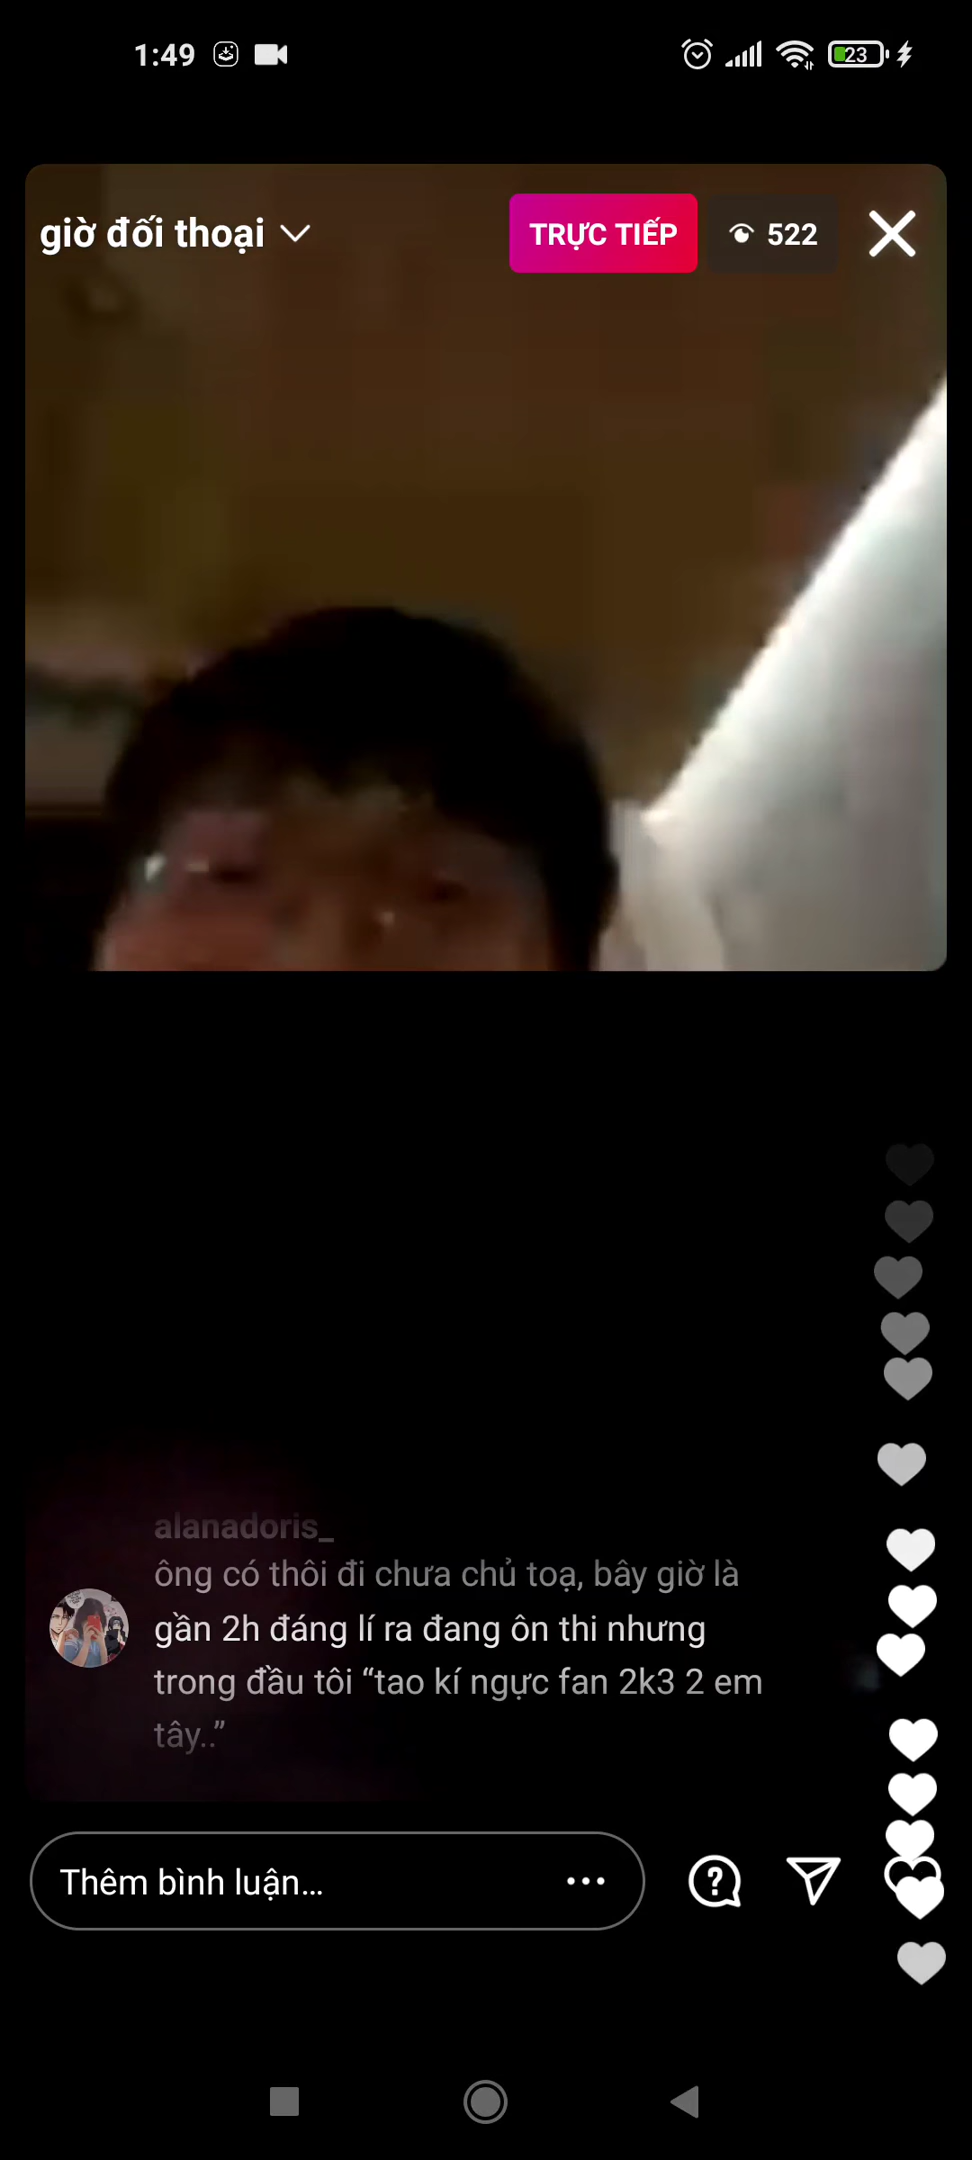 1:49
23
giờ đối thoại
TRỰC TIẾP
522
alanadoris_
ông có thôi đi chưa chủ toạ, bây giờ là
gần 2h đáng lí ra đang ôn thi nhưng
trong đầu tôi “tao kí ngực fan 2k3 2 em
tây..”
Thêm bình luận...